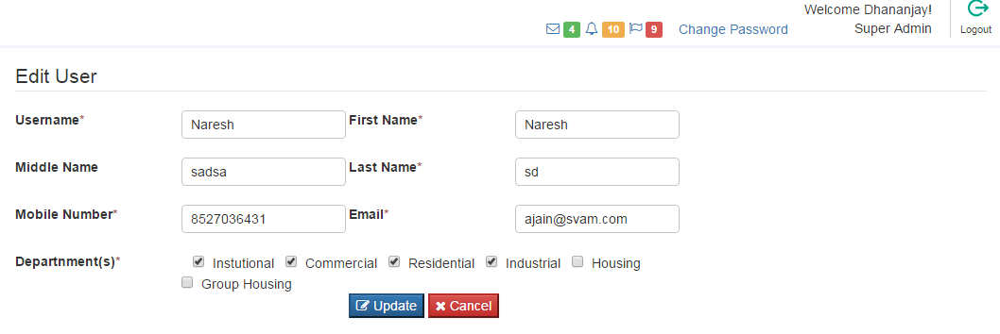 Welcome Dhananjay!
4 10 9 Change Password Super Admin Logout
Edit User
Username* Naresh First Name* Naresh
Middle Name sadsa Last Name* sd
Mobile Number* 8527036431 Email* ajain@svam.com
Departnment(s)* Instutional Commercial Residential Industrial Housing
Group Housing
Update Cancel